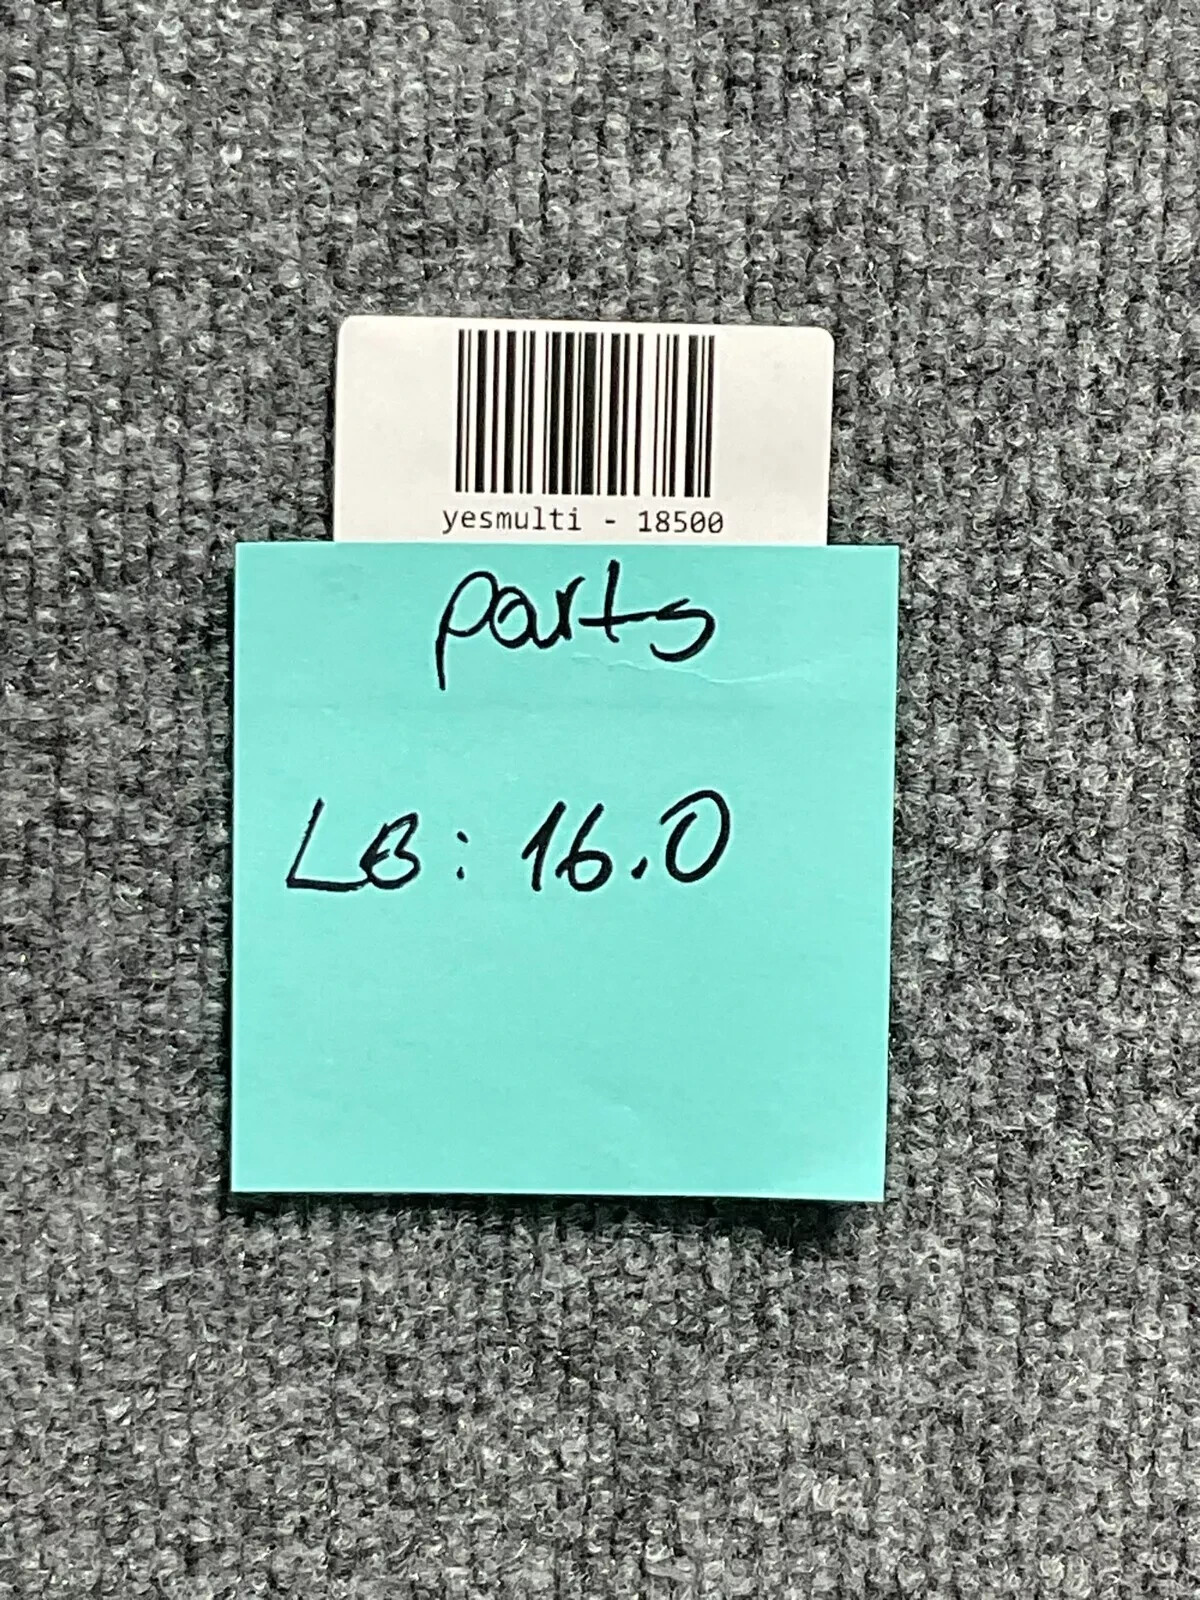 yesmulti - 18500
parts
LB: 16.0